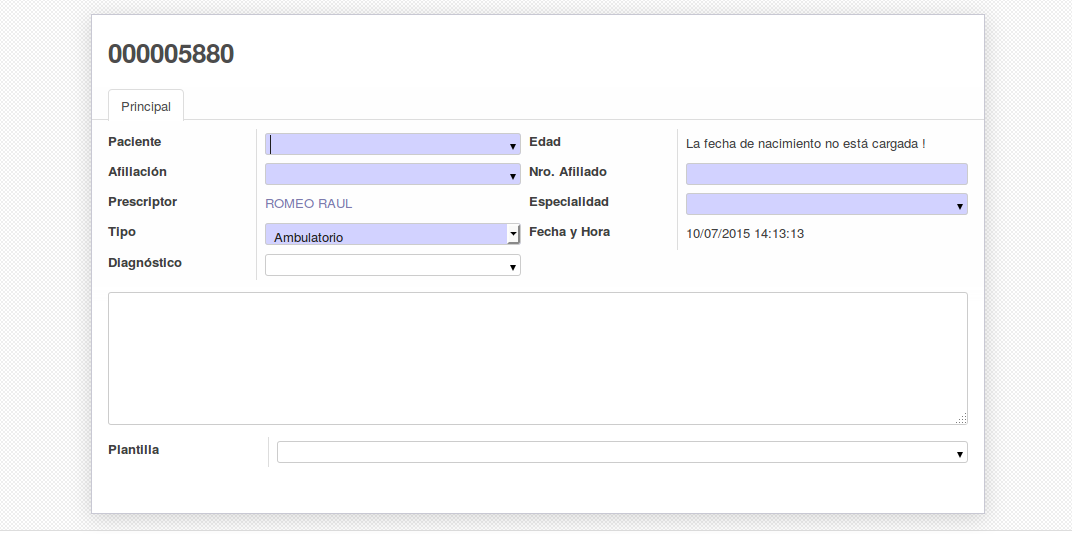 000005880
Principal
Paciente
Edad
La fecha de nacimiento no está cargada !
Afiliación
Nro. Afiliado
Prescriptor
ROMEO RAUL
Especialidad
Tipo
Ambulatorio
Fecha y Hora
10/07/2015 14:13:13
Diagnóstico
Plantilla